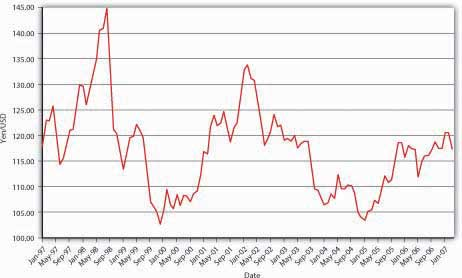 145.00
140.00
135.00
130.00
125.00
120.00
115.00
110.00
105.00
100.00
Yen/USD
Jan-97
May-97
Sep-97
Jan-98
May-98
Sep-98
Jan-99
May-99
Sep-99
Jan-00
May-00
Sep-00
Jan-01
May-01
Sep-01
Jan-02
May-02
Sep-02
Jan-03
May-03
Sep-03
Jan-04
May-04
Sep-04
Jan-05
May-05
Sep-05
Jan-06
May-06
Sep-06
Jan-07
Date